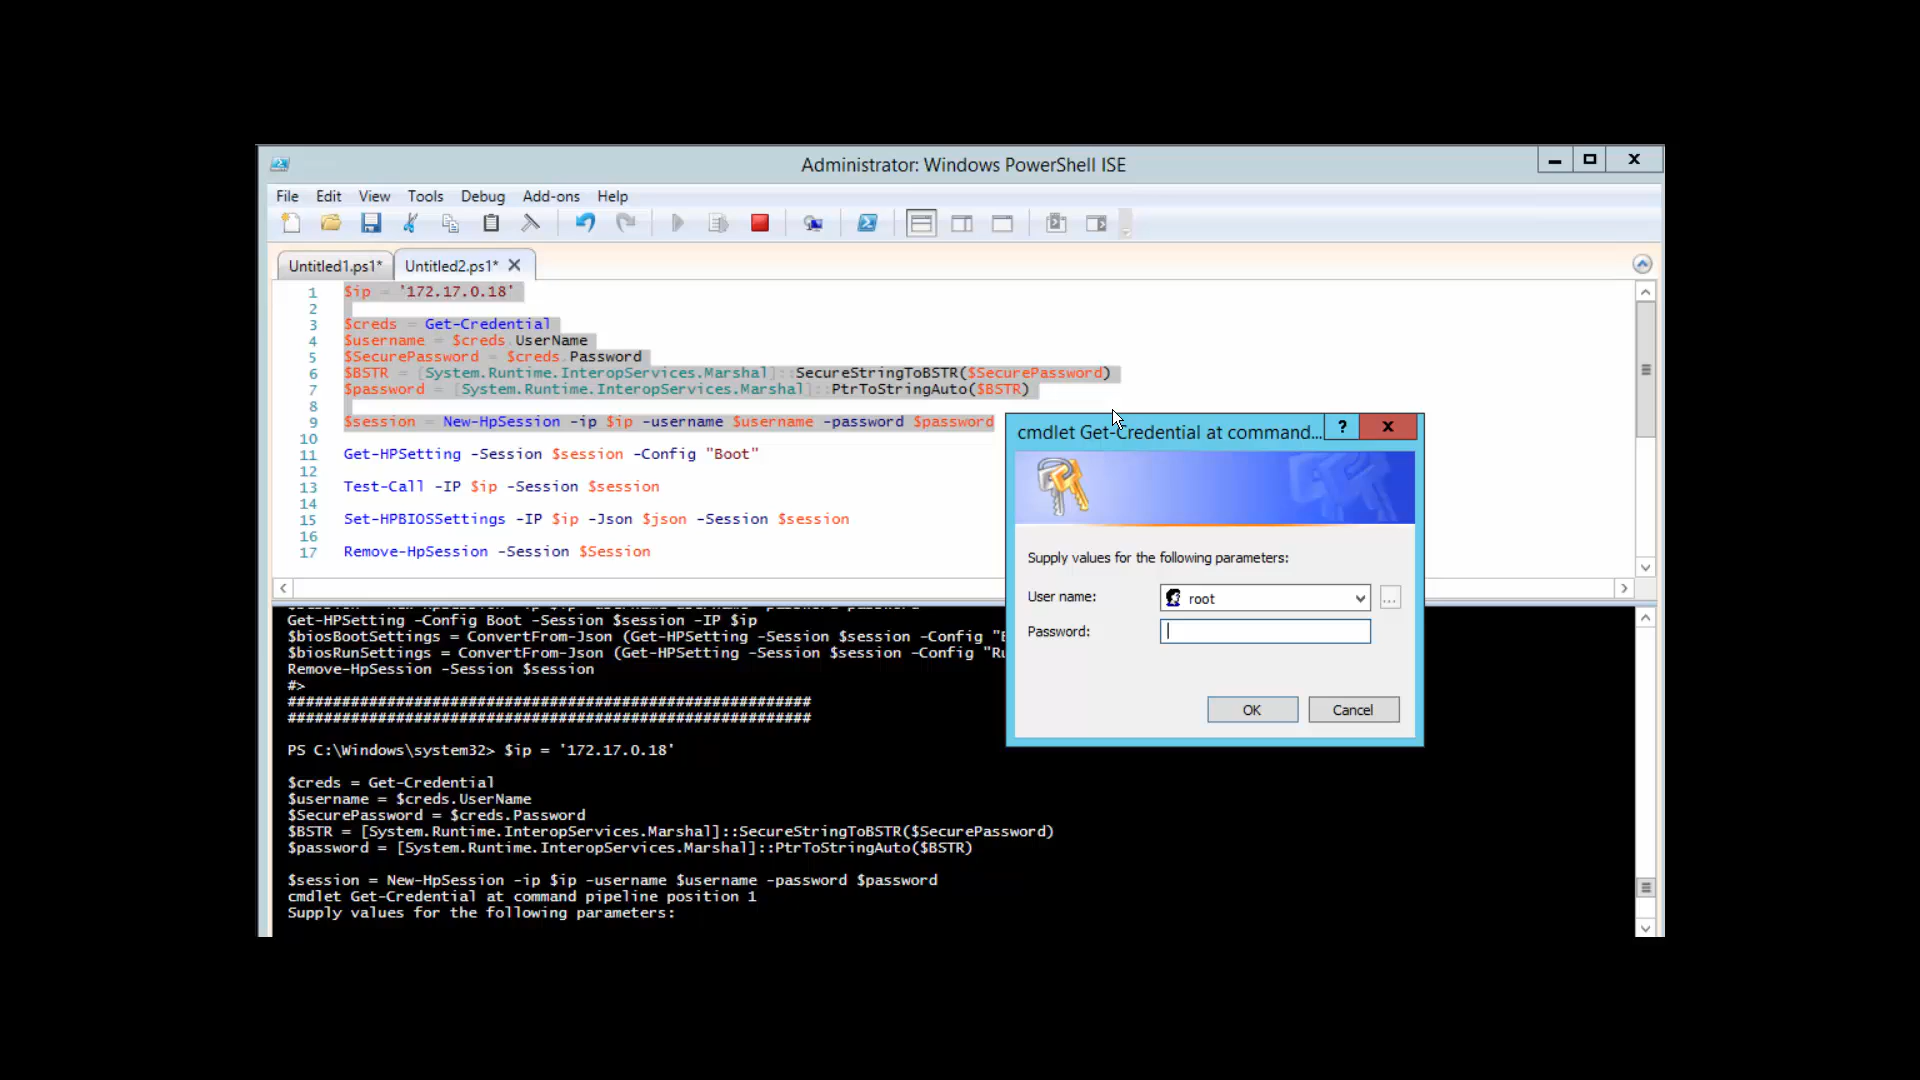 Administrator: Windows PowerShell ISE
File Edit View Tools Debug Add-ons Help
Untitled1.ps1* Untitled2.ps1*
1 $ip = '172.17.0.18'
2
3 $creds = Get-Credential
4 $username = $creds.UserName
5 $SecurePassword = $creds.Password
6 $BSTR = [System.Runtime.InteropServices.Marshal]::SecureStringToBSTR($SecurePassword)
7 $password = [System.Runtime.InteropServices.Marshal]::PtrToStringAuto($BSTR)
8
9 $session = New-HpSession -ip $ip -username $username -password $password
10
11 Get-HPSetting -Session $session -Config "Boot"
12
13 Test-Call -IP $ip -Session $session
14
15 Set-HPBIOSSettings -IP $ip -Json $json -Session $session
16
17 Remove-HpSession -Session $Session
cmdlet Get-Credential at command... ?
Supply values for the following parameters:
User name: root ...
Password:
OK Cancel
Get-HPSetting -Config Boot -Session $session -IP $ip
$biosBootSettings = ConvertFrom-Json (Get-HPSetting -Session $session -Config
$biosRunSettings = ConvertFrom-Json (Get-HPSetting -Session $session -Config
Remove-HpSession -Session $session
#>
##########################################################
##########################################################
PS C:\Windows\system32> $ip = '172.17.0.18'
$creds = Get-Credential
$username = $creds.UserName
$SecurePassword = $creds.Password
$BSTR = [System.Runtime.InteropServices.Marshal]::SecureStringToBSTR($SecurePassword)
$password = [System.Runtime.InteropServices.Marshal]::PtrToStringAuto($BSTR)
$session = New-HpSession -ip $ip -username $username -password $password
cmdlet Get-Credential at command pipeline position 1
Supply values for the following parameters: